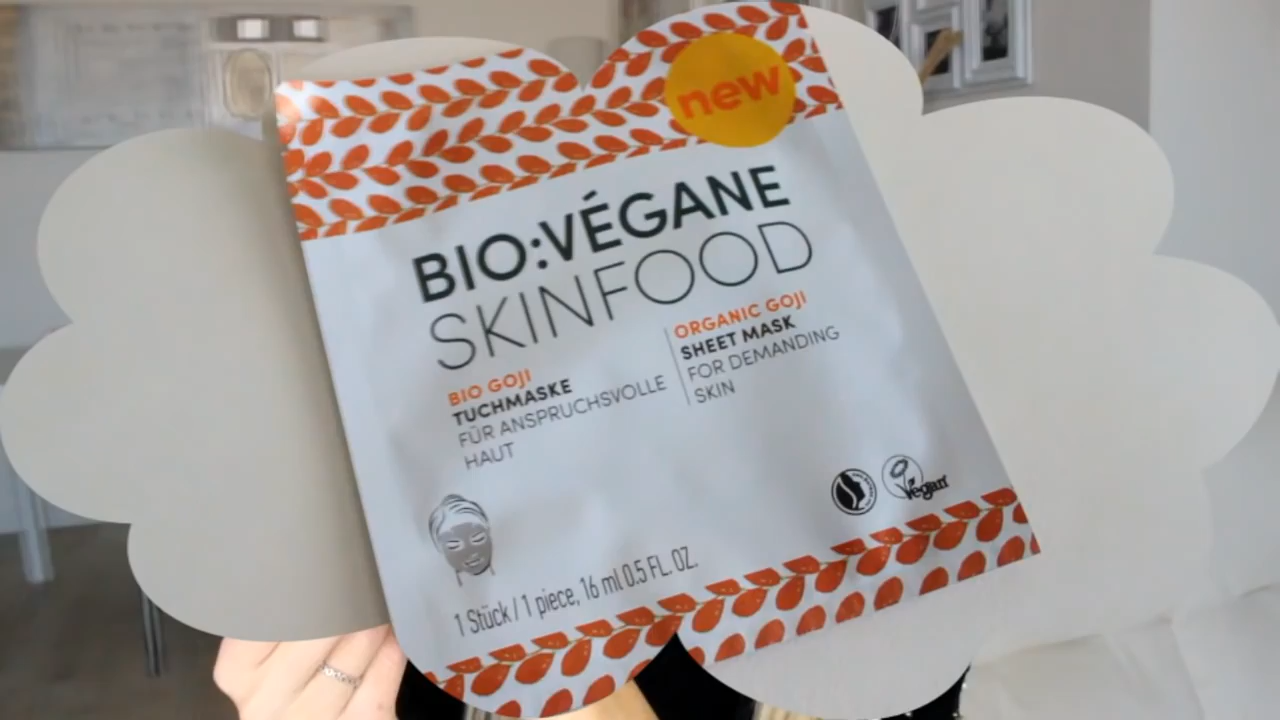 new
BIO:VÉGANE
SKINFOOD
BIO GOJI
TUCHMASKE
FÜR ANSPRUCHSVOLLE
HAUT
ORGANIC GOJI
SHEET MASK
FOR DEMANDING
SKIN
Vegan
1 Stück / 1 piece, 16 ml 0.5 FL. OZ.